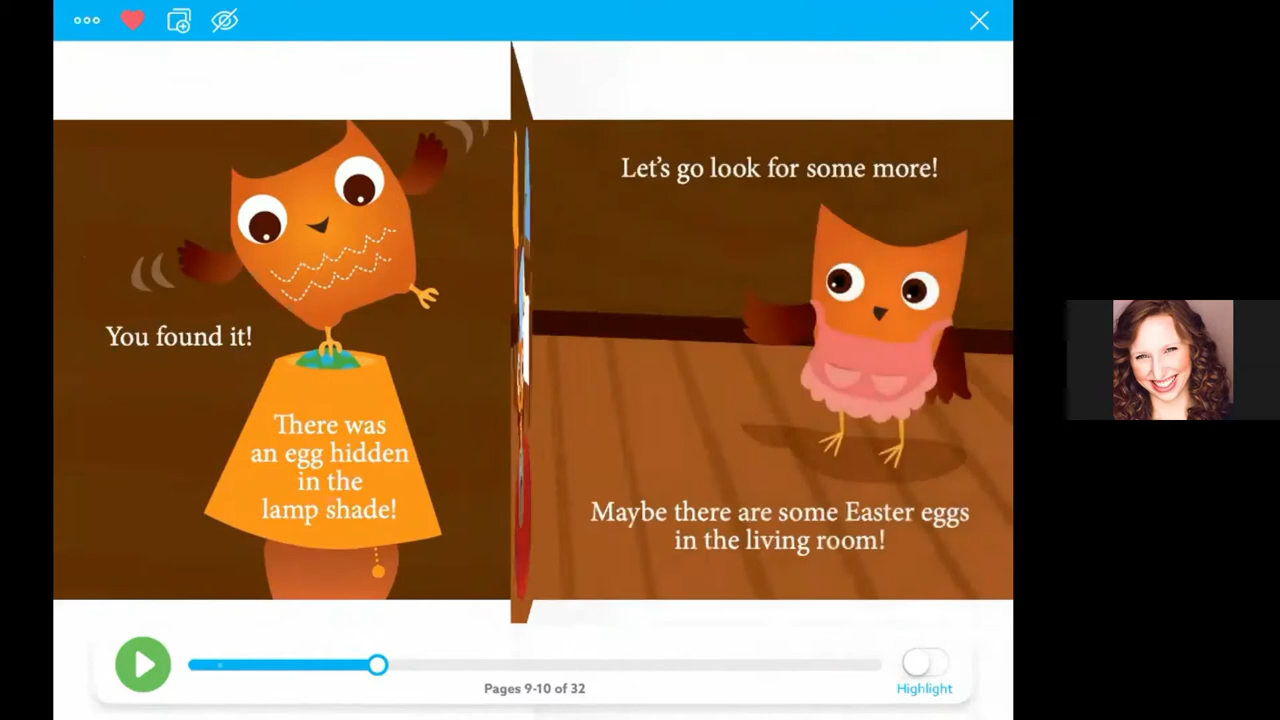 You found it!
There was
an egg hidden
in the
lamp shade!
Let's go look for some more!
Maybe there are some Easter eggs
in the living room!
Pages 9-10 of 32
Highlight